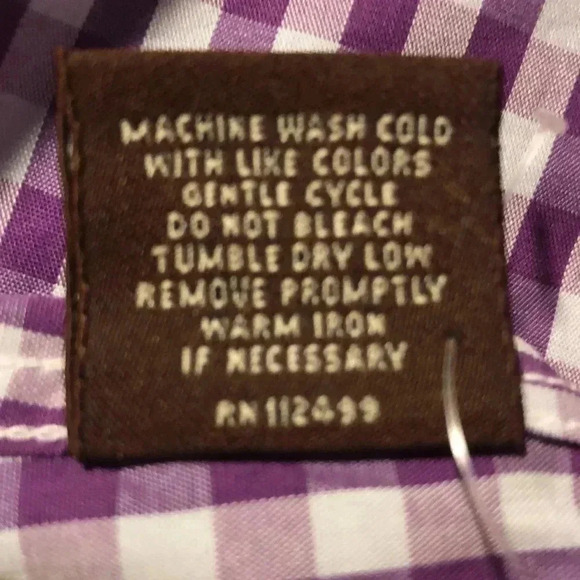 MACHINE WASH COLD
WITH LIKE COLORS
GENTLE CYCLE
DO NOT BLEACH
TUMBLE DRY LOW
REMOVE PROMPTLY
WARM IRON
IF NECESSARY
RN 112499